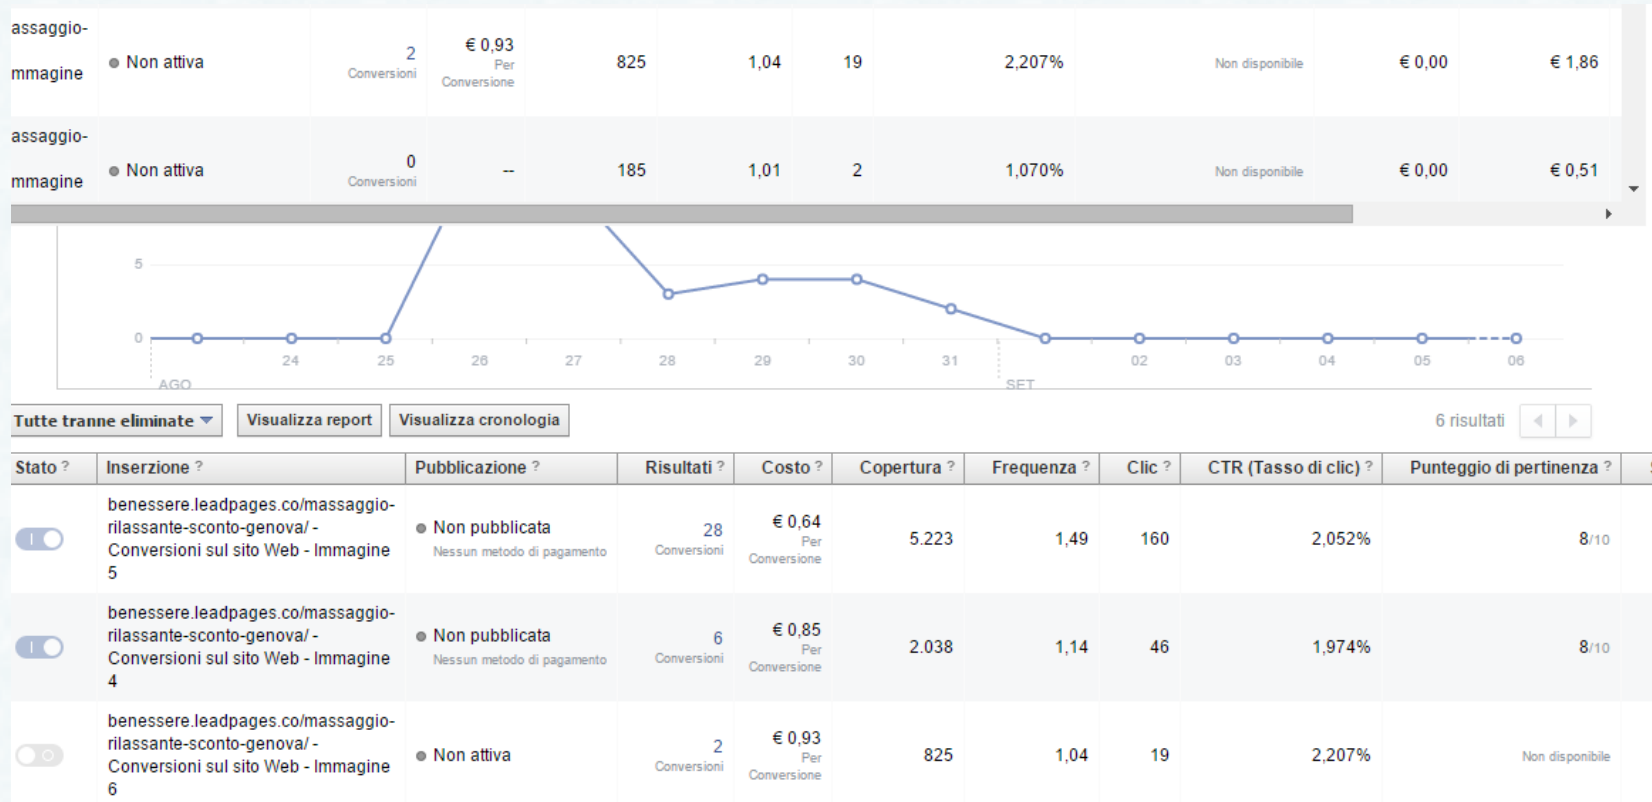 assaggio-
mmagine
Non attiva
2
Conversioni
€ 0,93
Per
Conversione
825
1,04
19
2,207%
Non disponibile
€ 0,00
€ 1,86
assaggio-
mmagine
Non attiva
0
Conversioni
--
185
1,01
2
1,070%
Non disponibile
€ 0,00
€ 0,51
5
0
24 25 26 27 28 29 30 31 02 03 04 05 06
AGO SET
Tutte tranne eliminate Visualizza report Visualizza cronologia 6 risultati
Stato ? Inserzione ? Pubblicazione ? Risultati ? Costo ? Copertura ? Frequenza ? Clic ? CTR (Tasso di clic) ? Punteggio di pertinenza ?
benessere.leadpages.co/massaggio-
rilassante-sconto-genova/ -
Conversioni sul sito Web - Immagine
5
Non pubblicata
Nessun metodo di pagamento
28
Conversioni
€ 0,64
Per
Conversione
5.223
1,49
160
2,052%
8/10
benessere.leadpages.co/massaggio-
rilassante-sconto-genova/ -
Conversioni sul sito Web - Immagine
4
Non pubblicata
Nessun metodo di pagamento
6
Conversioni
€ 0,85
Per
Conversione
2.038
1,14
46
1,974%
8/10
benessere.leadpages.co/massaggio-
rilassante-sconto-genova/ -
Conversioni sul sito Web - Immagine
6
Non attiva
2
Conversioni
€ 0,93
Per
Conversione
825
1,04
19
2,207%
Non disponibile